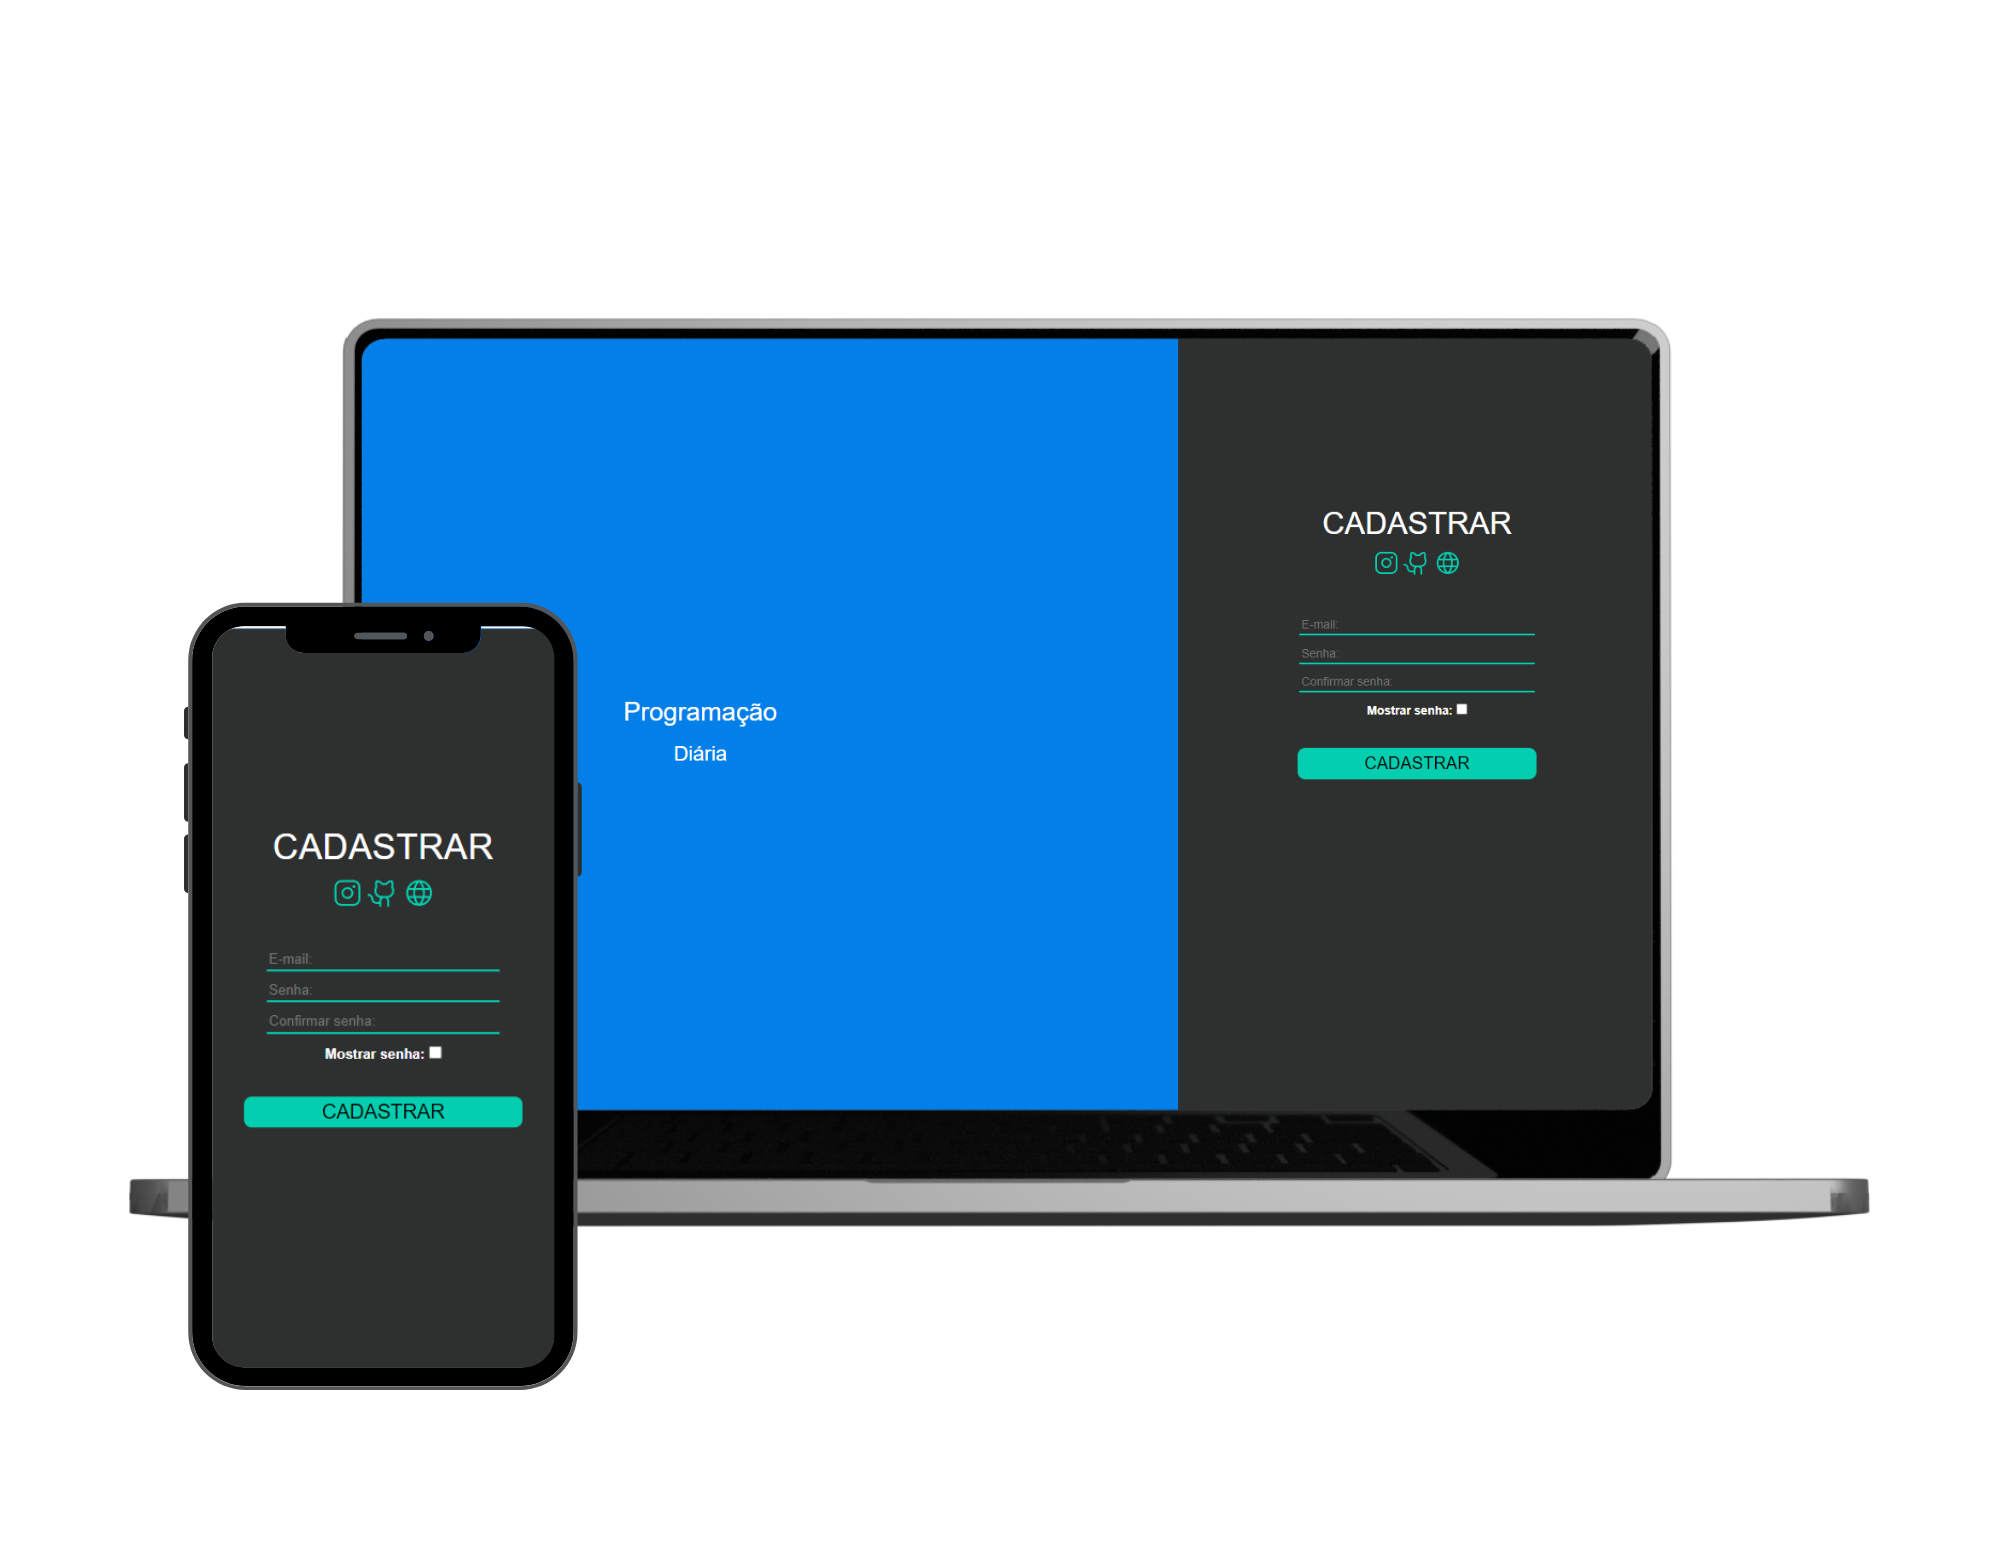 Programação
Diária
CADASTRAR
E-mail:
Senha:
Confirmar senha:
Mostrar senha:
CADASTRAR
CADASTRAR
E-mail:
Senha:
Confirmar senha:
Mostrar senha:
CADASTRAR